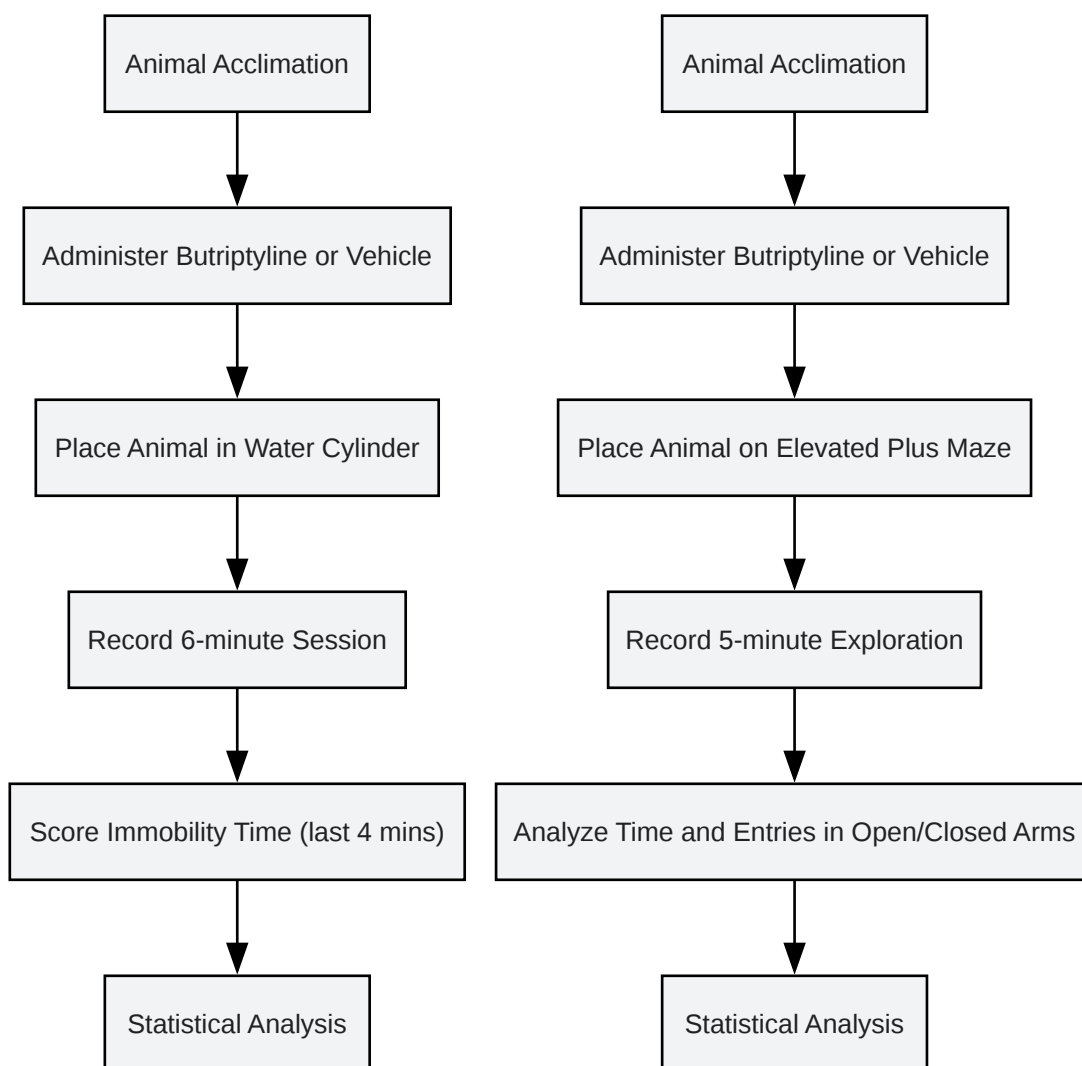 Animal Acclimation
Administer Butriptyline or Vehicle
Place Animal in Water Cylinder
Record 6-minute Session
Score Immobility Time (last 4 mins)
Statistical Analysis
Animal Acclimation
Administer Butriptyline or Vehicle
Place Animal on Elevated Plus Maze
Record 5-minute Exploration
Analyze Time and Entries in Open/Closed Arms
Statistical Analysis